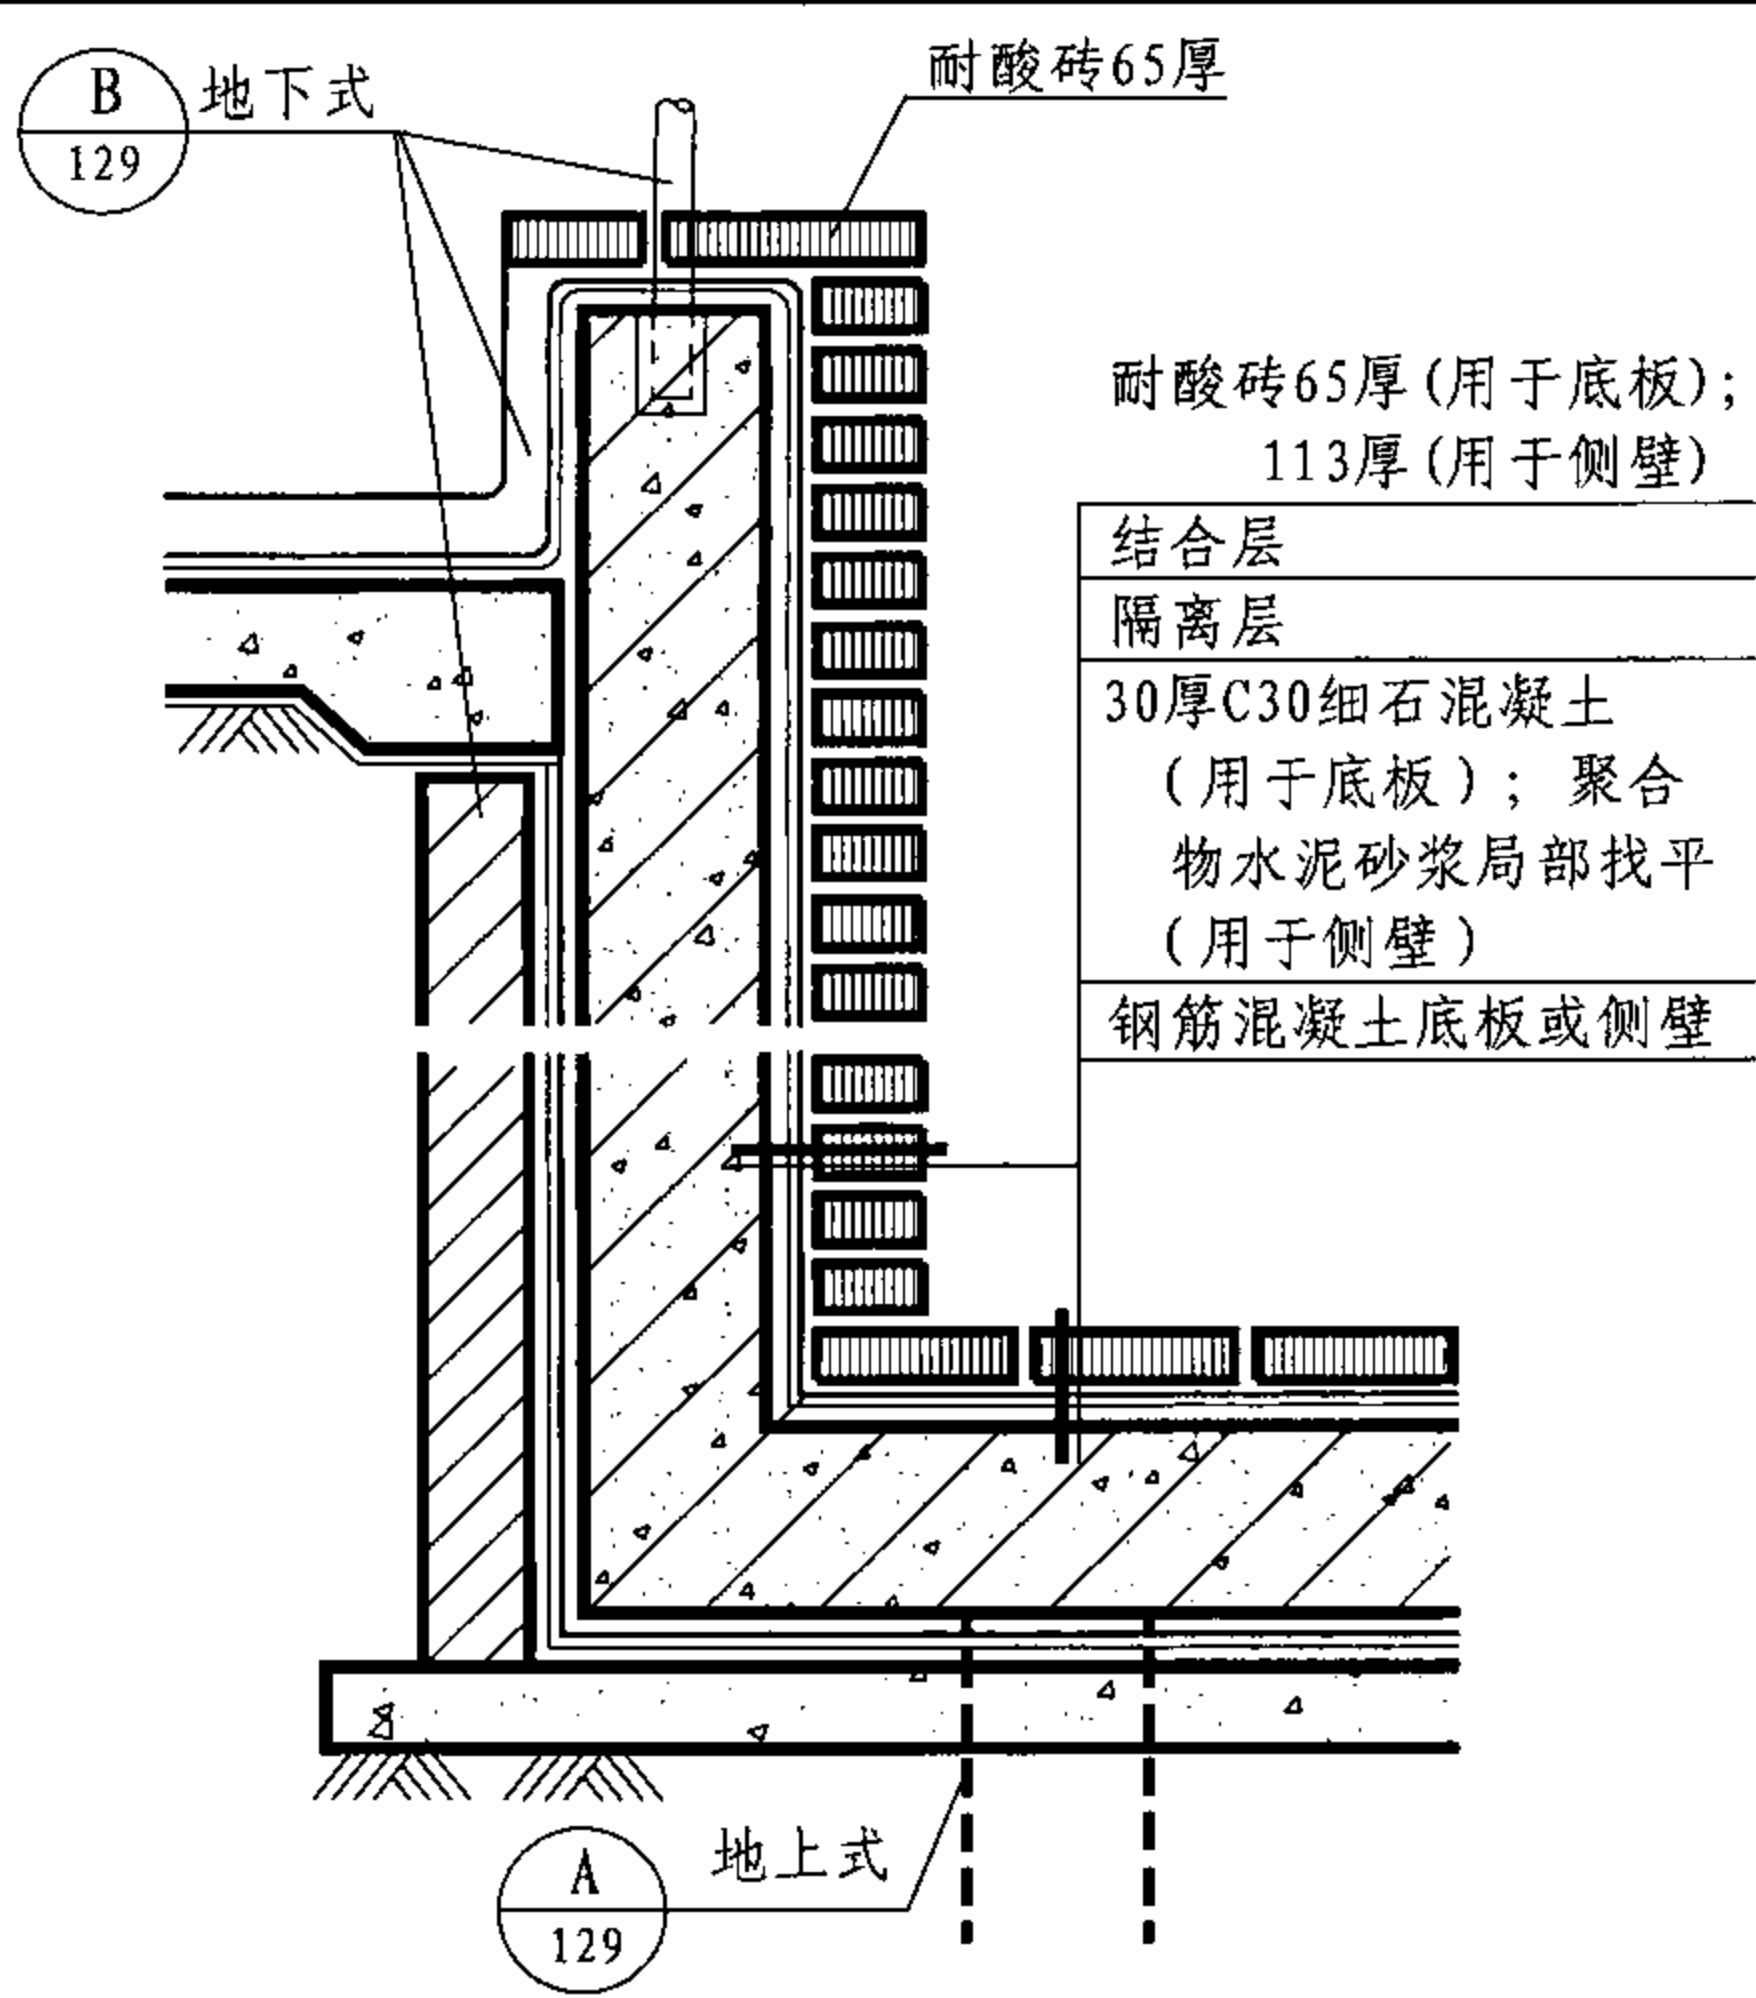 耐酸砖65厚
B 地下式
129
耐酸砖65厚(用于底板);
113厚(用于侧壁)
结合层
隔离层
30厚C30细石混凝土
(用于底板); 聚合
物水泥砂浆局部找平
(用于侧壁)
钢筋混凝土底板或侧壁
A 地上式
129